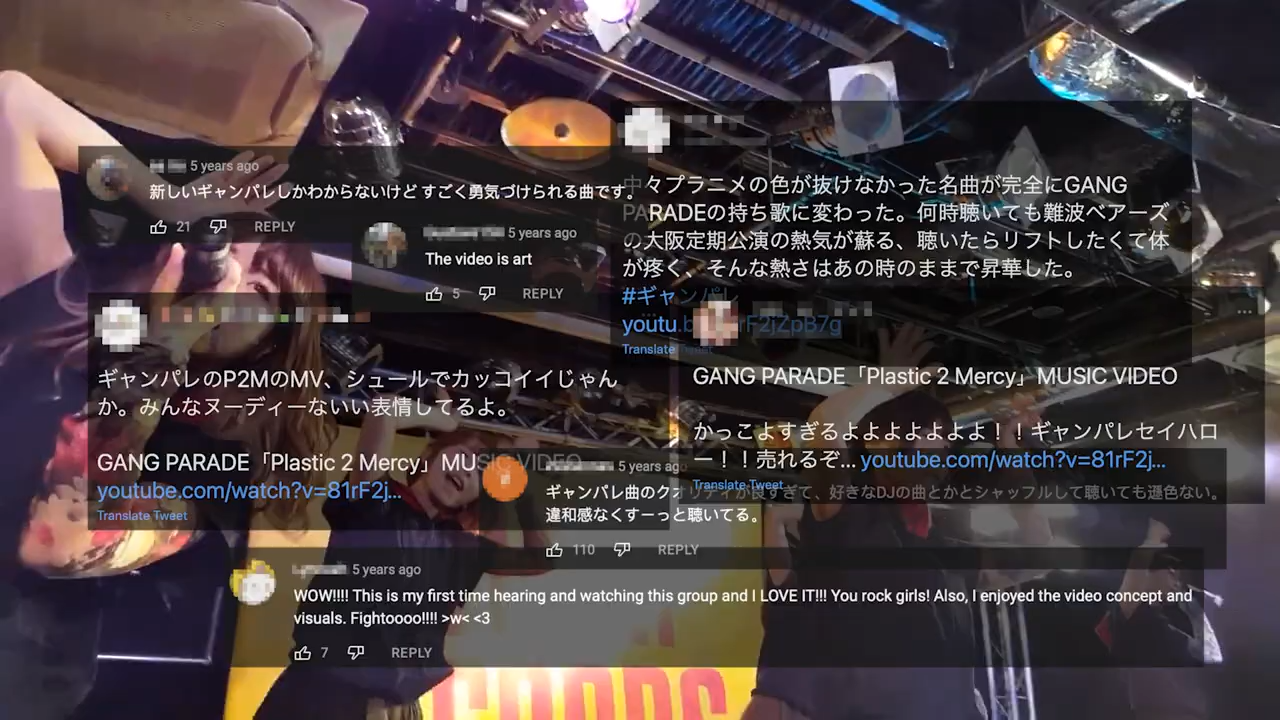 5 years ago
新しいギャンパレしかわからないけど すごく勇気づけられる曲です。
21 REPLY
5 years ago
The video is art
5 REPLY
中々プラニメの色が抜けなかった名曲が完全にGANG
PARADEの持ち歌に変わった。何時聴いても難波ベアーズ
の大阪定期公演の熱気が蘇る、聴いたらリフトしたくて体
が疼く、そんな熱さはあの時のままで昇華した。
#ギャンパレ
youtu.b rF2jZpB7g
Translate Tweet
ギャンパレのP2MのMV、シュールでカッコイイじゃん
か。みんなヌーディーないい表情してるよ。
GANG PARADE「Plastic 2 Mercy」MUSIC VIDEO
youtube.com/watch?v=81rF2j...
Translate Tweet
GANG PARADE「Plastic 2 Mercy」MUSIC VIDEO
かっこよすぎるよよよよよよよ！！ギャンパレセイハロ
ー！！売れるぞ... youtube.com/watch?v=81rF2j...
Translate Tweet
5 years ago
ギャンパレ曲のクオリティが良すぎて、好きなDJの曲とかとシャッフルして聴いても遜色ない。
違和感なくすーっと聴いてる。
110 REPLY
5 years ago
WOW!!!! This is my first time hearing and watching this group and I LOVE IT!!! You rock girls! Also, I enjoyed the video concept and
visuals. Fightoooo!!!! >w< <3
7 REPLY
GOODS